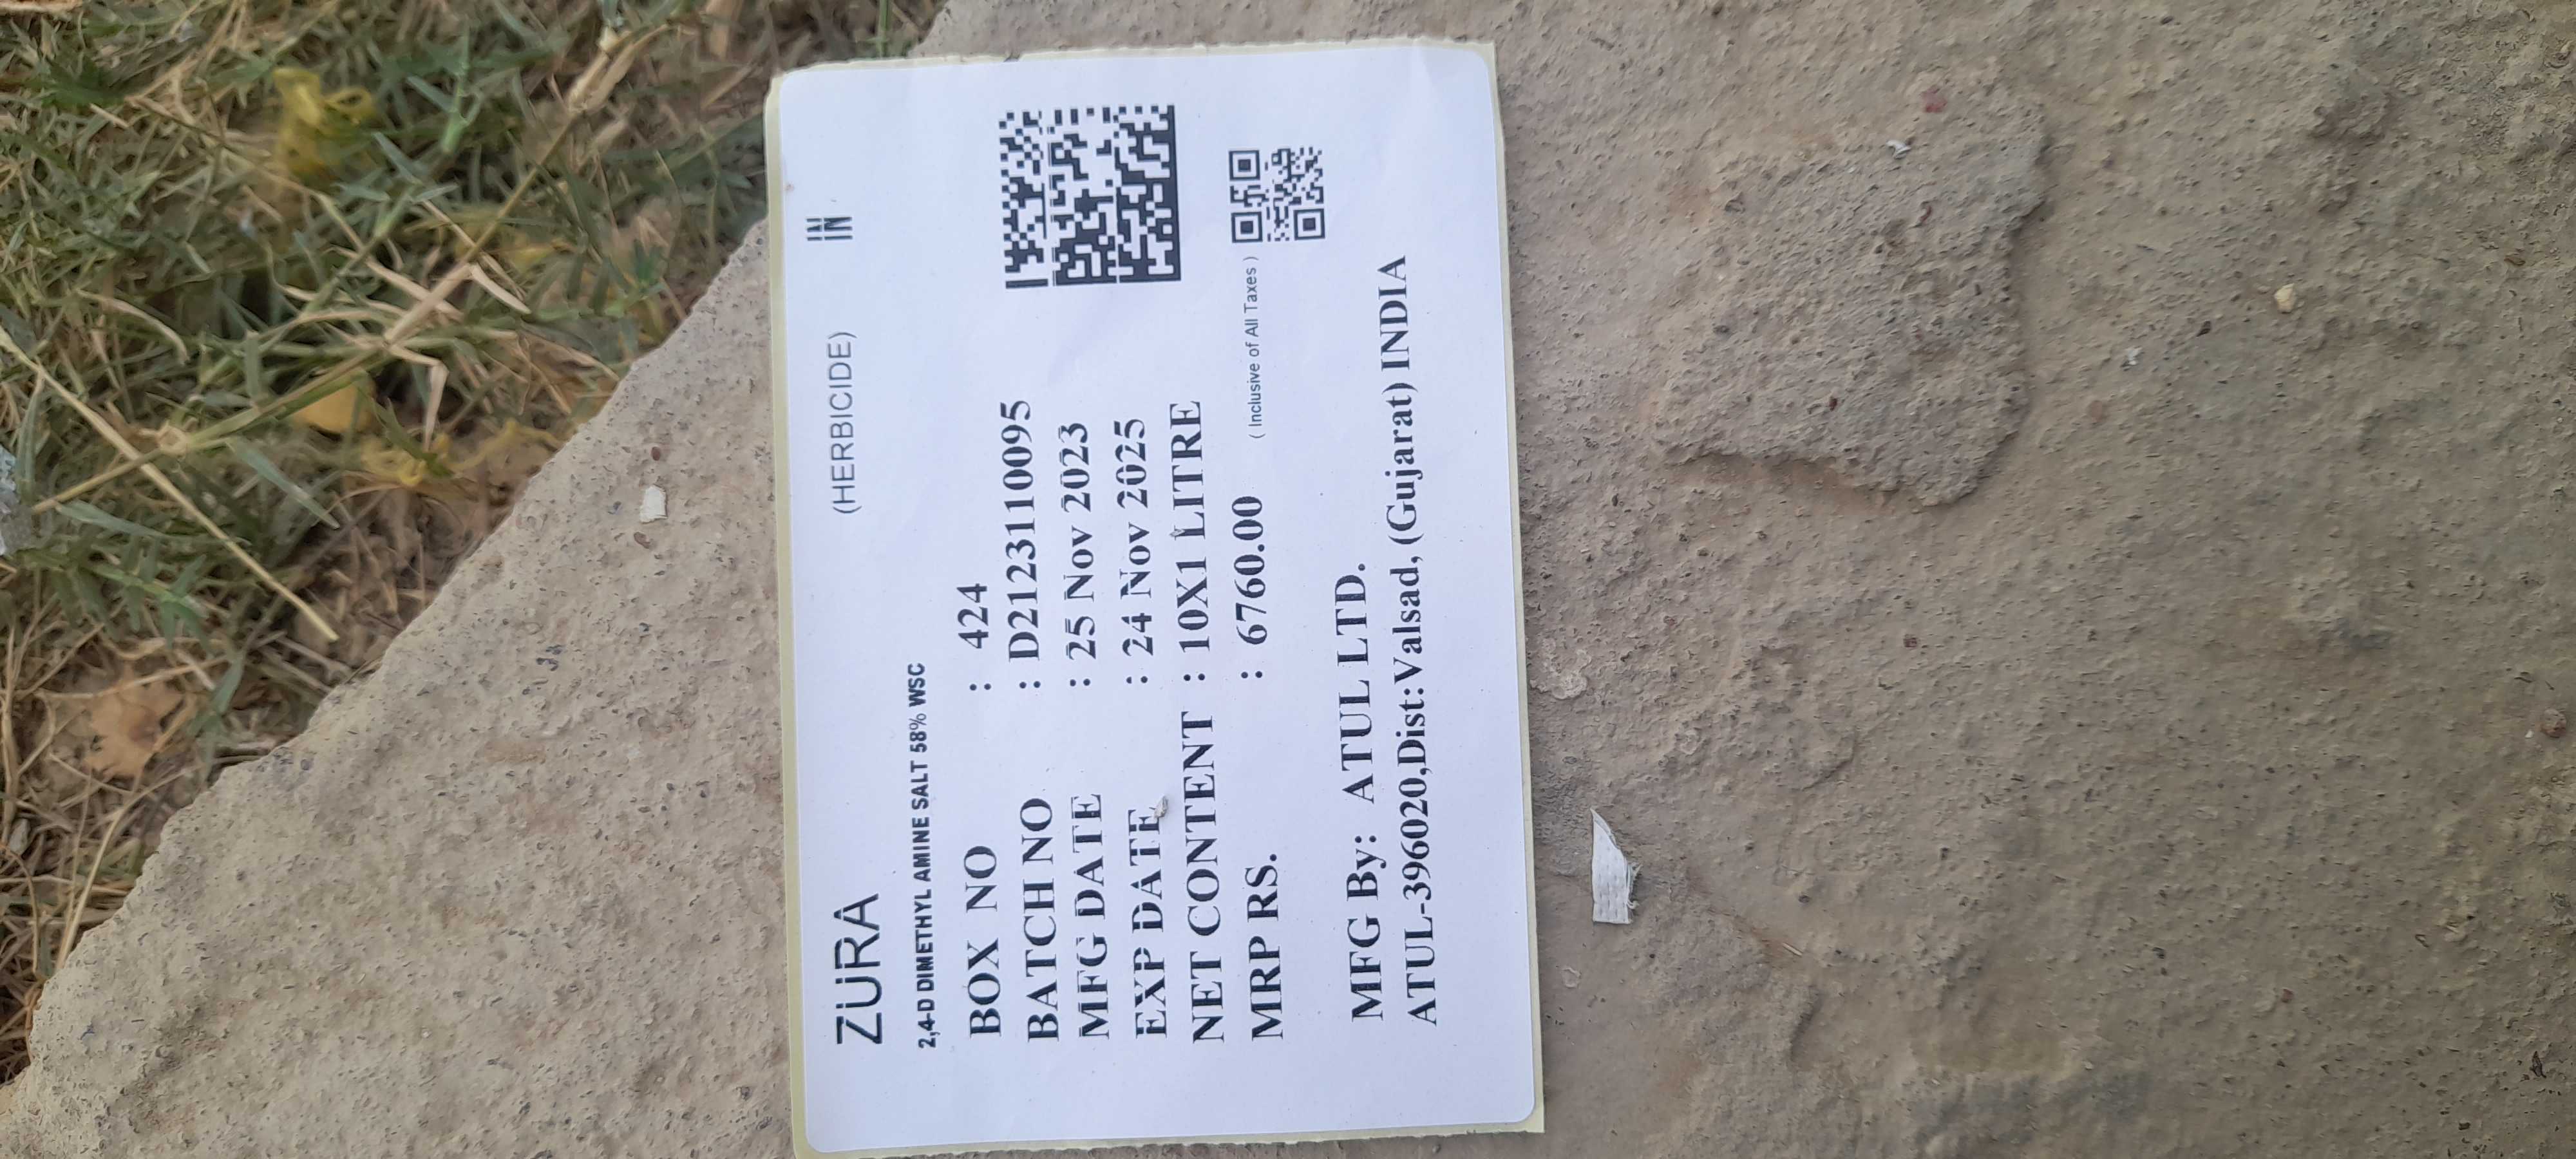 ZURA (HERBICIDE) IN
2,4-D DIMETHYL AMINE SALT 58% WSC
BOX NO : 424
BATCH NO : D2123110095
MFG DATE : 25 Nov 2023
EXP DATE : 24 Nov 2025
NET CONTENT : 10X1 LITRE
MRP RS. : 6760.00 ( Inclusive of All Taxes )
MFG By: ATUL LTD.
ATUL-396020,Dist:Valsad, (Gujarat) INDIA